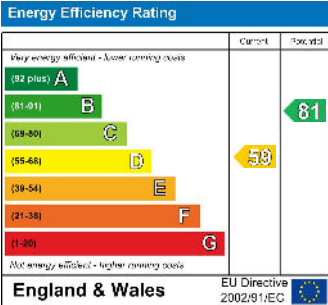 Energy Efficiency Rating
Current Potential
Very energy efficient - lower running costs
(92 plus) A
(81-91) B
(69-80) C
(55-68) D
(39-54) E
(21-38) F
(1-20) G
59
81
Not energy efficient - higher running costs
England & Wales
EU Directive
2002/91/EC